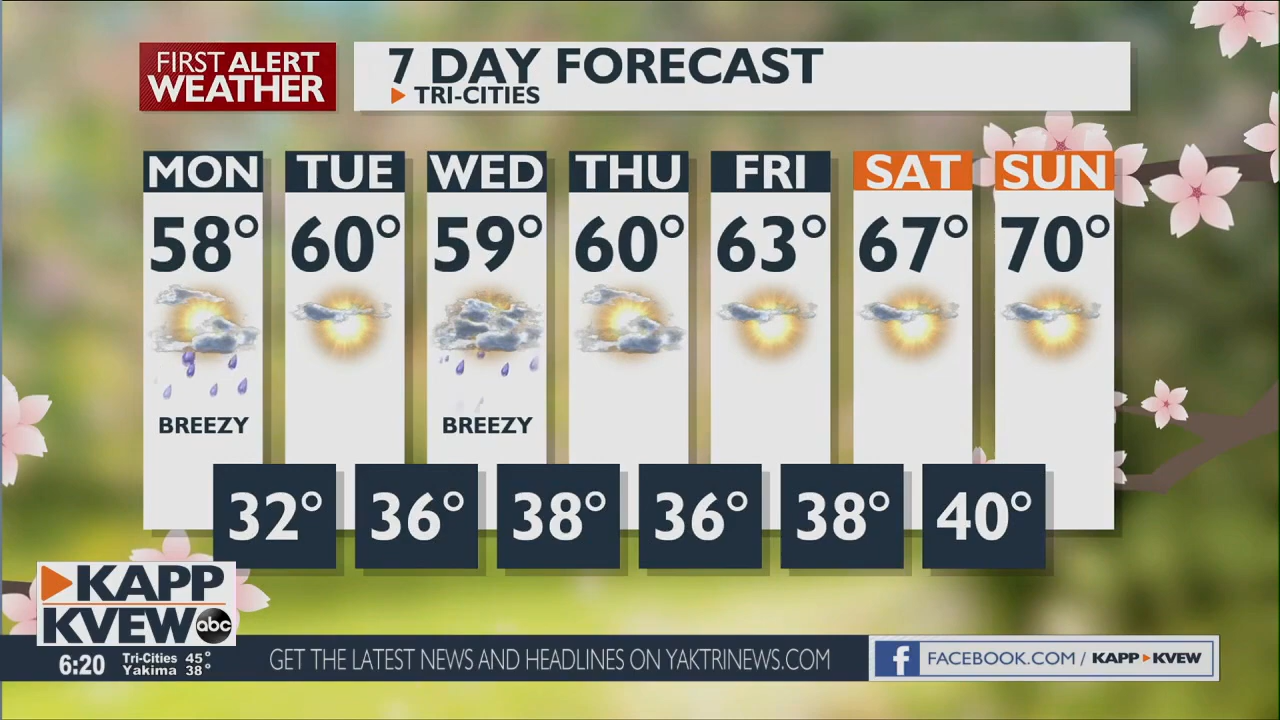 FIRST ALERT
WEATHER
7 DAY FORECAST
TRI-CITIES
MON TUE WED THU FRI SAT SUN
58° 60° 59° 60° 63° 67° 70°
BREEZY BREEZY
32° 36° 38° 36° 38° 40°
KAPP
KVEW abc
6:20 Tri-Cities 45°
Yakima 38°
GET THE LATEST NEWS AND HEADLINES ON YAKTRINEWS.COM
f FACEBOOK.COM / KAPP KVEW